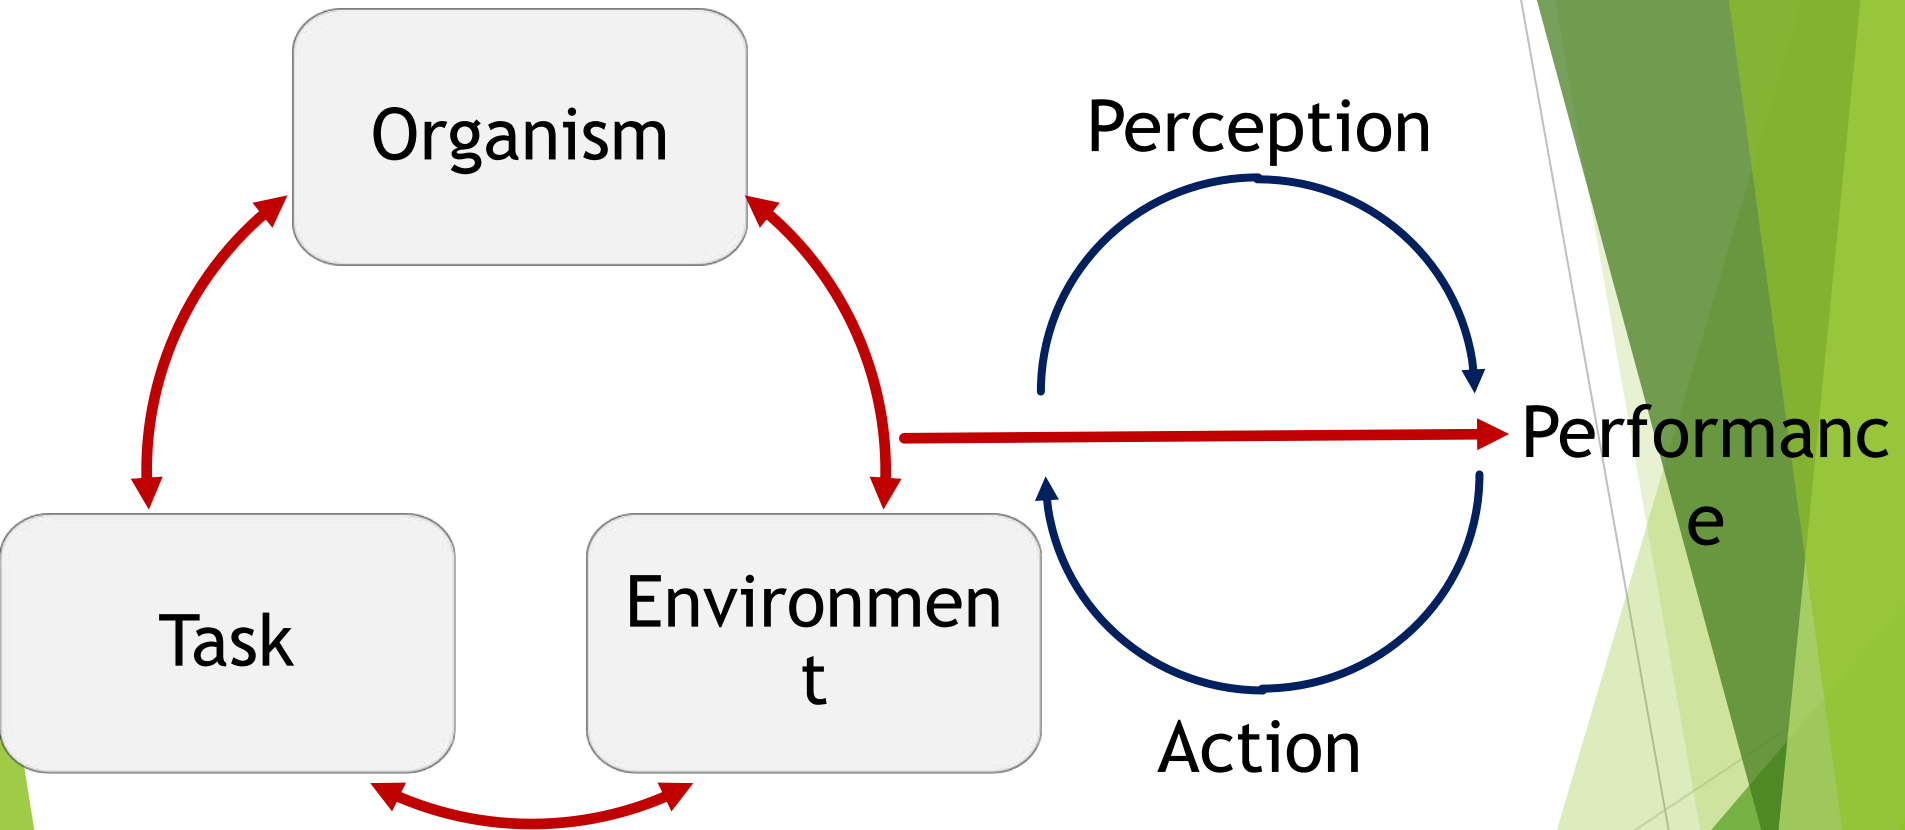 Organism
Perception
Performanc
e
Environmen
t
Task
Action